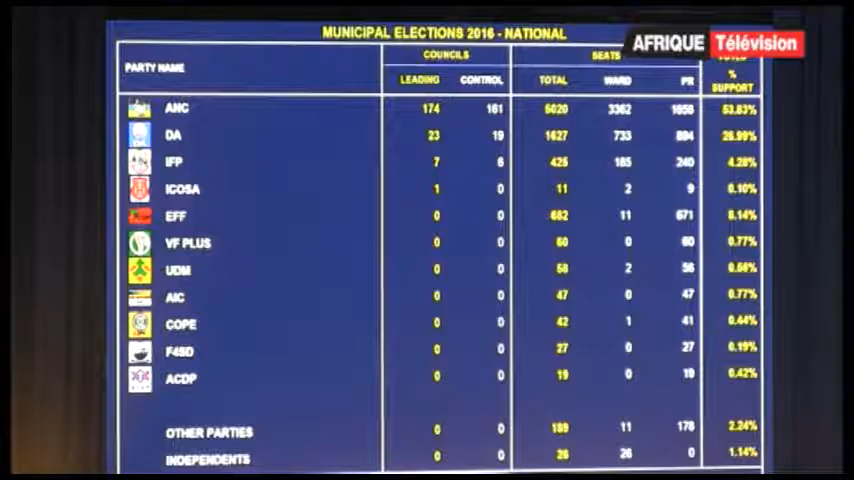 MUNICIPAL ELECTIONS 2016 - NATIONAL
AFRIQUE Télévision
PARTY NAME COUNCILS SEATS
LEADING CONTROL TOTAL WARD PR % SUPPORT
ANC 174 161 5020 3362 1658 53.83%
DA 23 19 1627 733 894 26.99%
IFP 7 6 425 185 240 4.28%
ICOSA 1 0 11 2 9 0.10%
EFF 0 0 682 11 671 8.14%
VF PLUS 0 0 60 0 60 0.77%
UDM 0 0 58 2 56
AIC 0 0 47 0 47 0.77%
COPE 0 0 42 1 41 0.44%
F4SD 0 0 27 0 27 0.19%
ACDP 0 0 19 0 19 0.42%
OTHER PARTIES 0 0 189 11 178 2.24%
INDEPENDENTS 0 0 26 26 0 1.14%